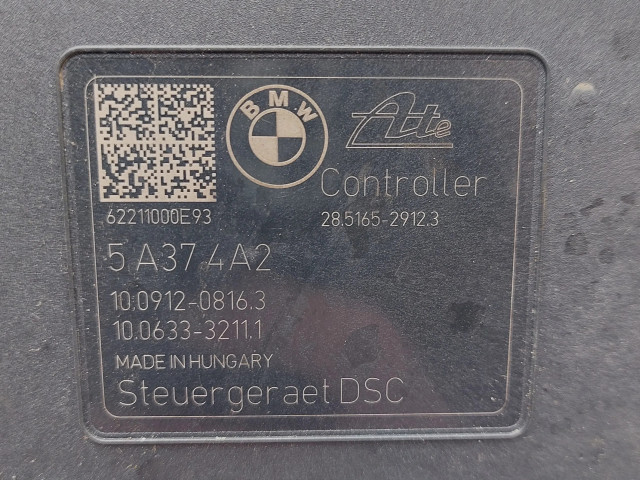 BMW
Ate
Controller
62211000E93
28.5165-2912.3
5 A37 4A2
10.0912-0816.3
10.0633-3211.1
MADE IN HUNGARY
Steuergeraet DSC